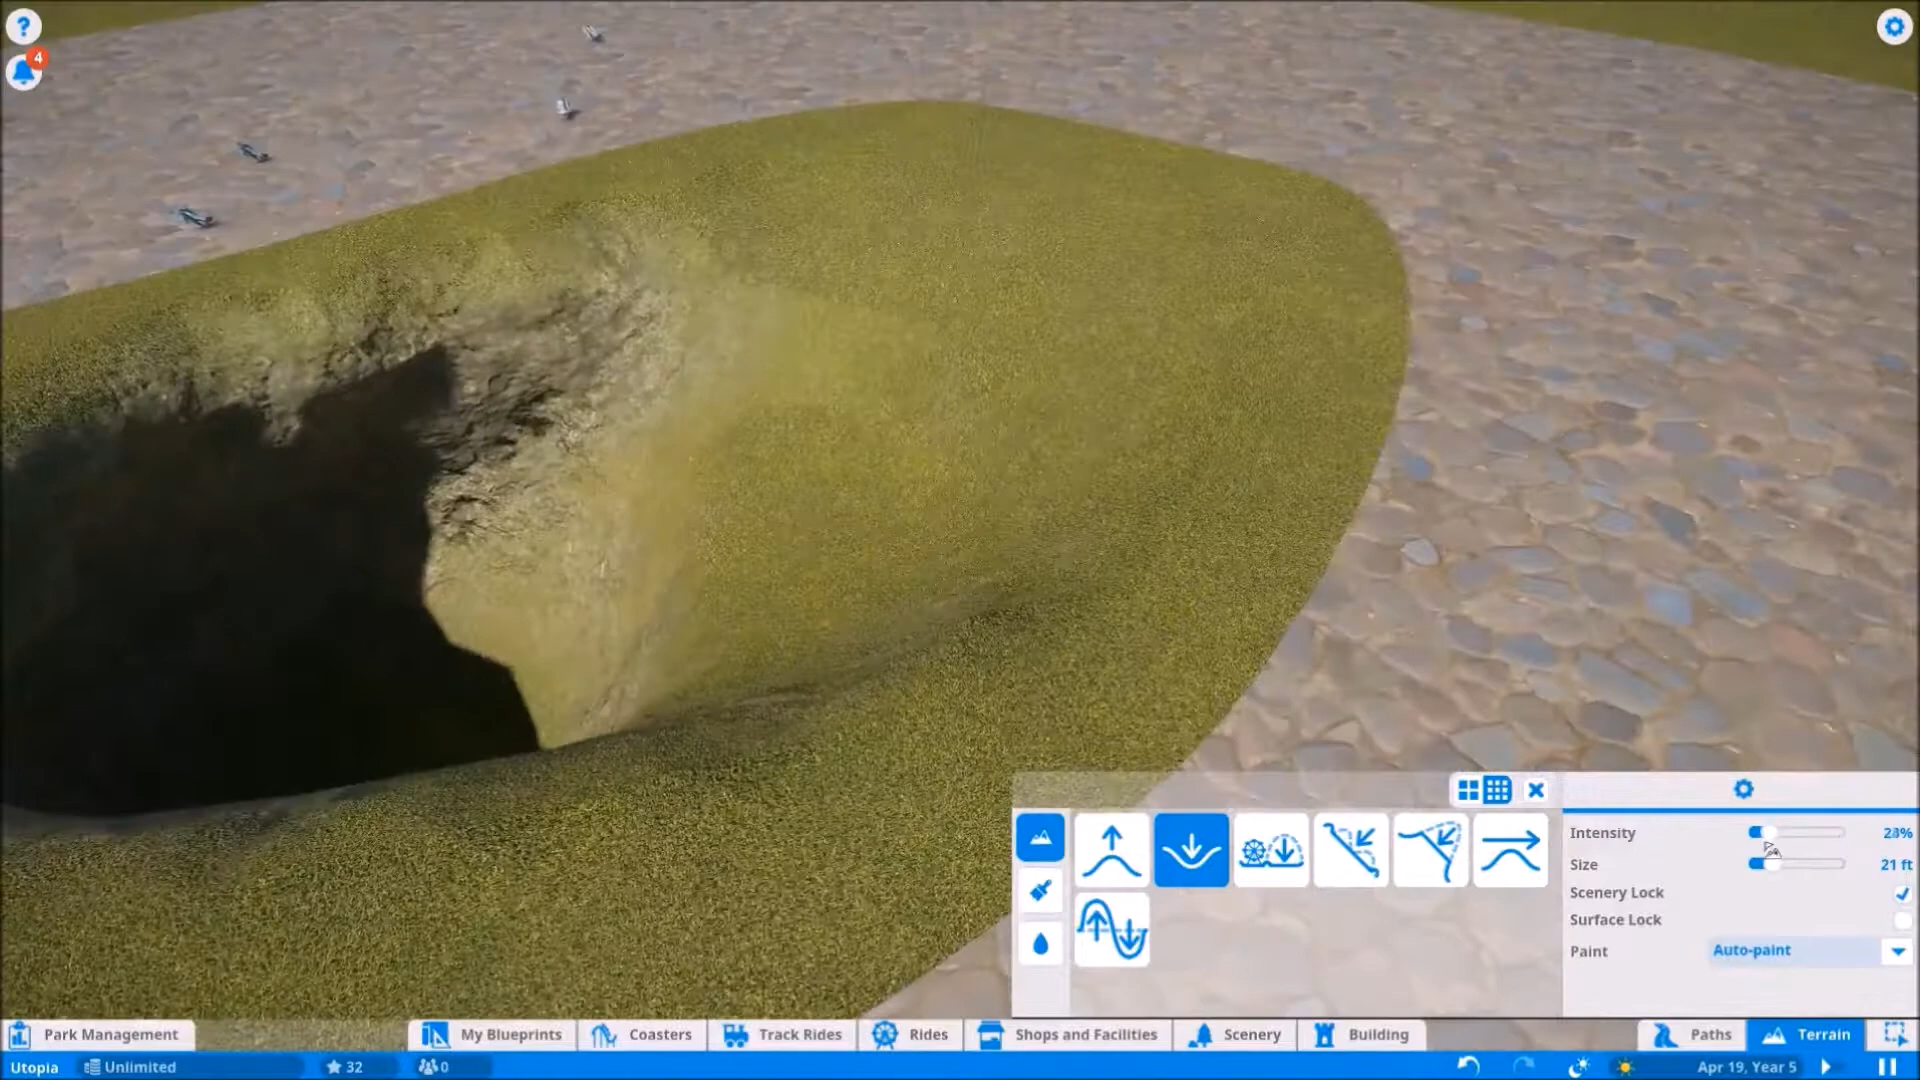 ?
4
Intensity 23%
Size 21 ft
Scenery Lock
Surface Lock
Paint Auto-paint
Park Management My Blueprints Coasters Track Rides Rides Shops and Facilities Scenery Building Paths Terrain
Utopia Unlimited 32 0 Apr 19, Year 5